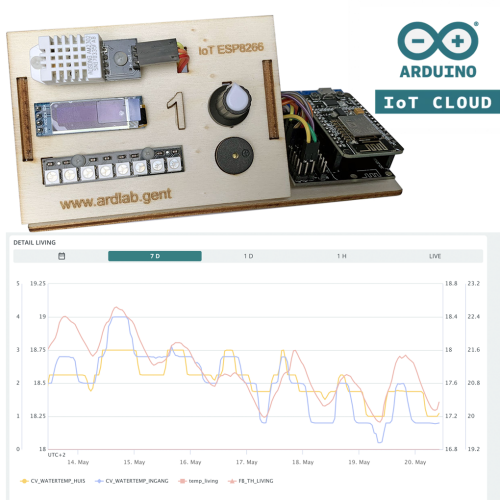 IoT ESP8266
1
www.ardlab.gent
ARDUINO
IoT CLOUD
DETAIL LIVING
7 D
1 D
1 H
LIVE
5 19.25 18.8 23.2
4 19 18.4 22.4
3 18.75 18 21.6
2 18.5 17.6 20.8
1 18.25 17.2 20
0 18 16.8 19.2
UTC+2
14. May 15. May 16. May 17. May 18. May 19. May 20. May
CV_WATERTEMP_HUIS CV_WATERTEMP_INGANG temp_living FB_TH_LIVING